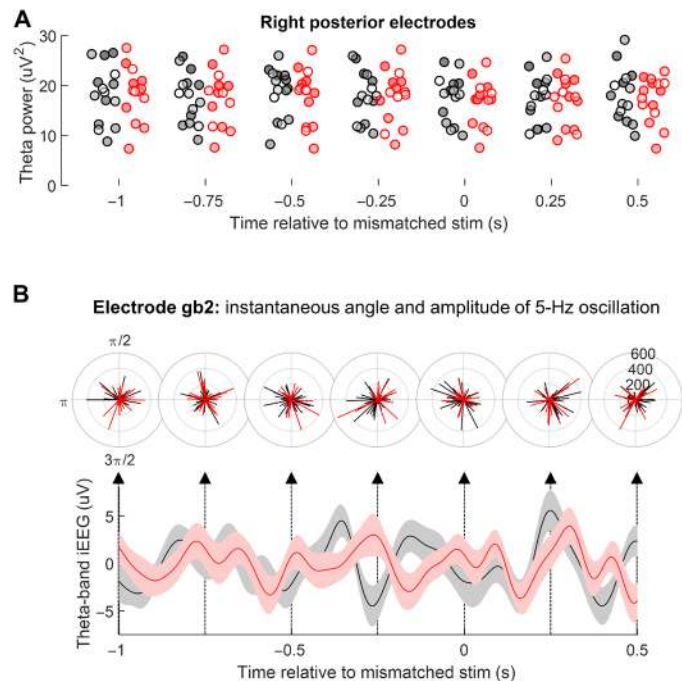 A
Right posterior electrodes
Theta power (uV²)
30
20
10
0
−1
−0.75
−0.5
−0.25
0
0.25
0.5
Time relative to mismatched stim (s)
B
Electrode gb2: instantaneous angle and amplitude of 5-Hz oscillation
π/2
π
3π/2
600
400
200
Theta-band iEEG (uV)
5
0
−5
−1
−0.5
0
0.5
Time relative to mismatched stim (s)